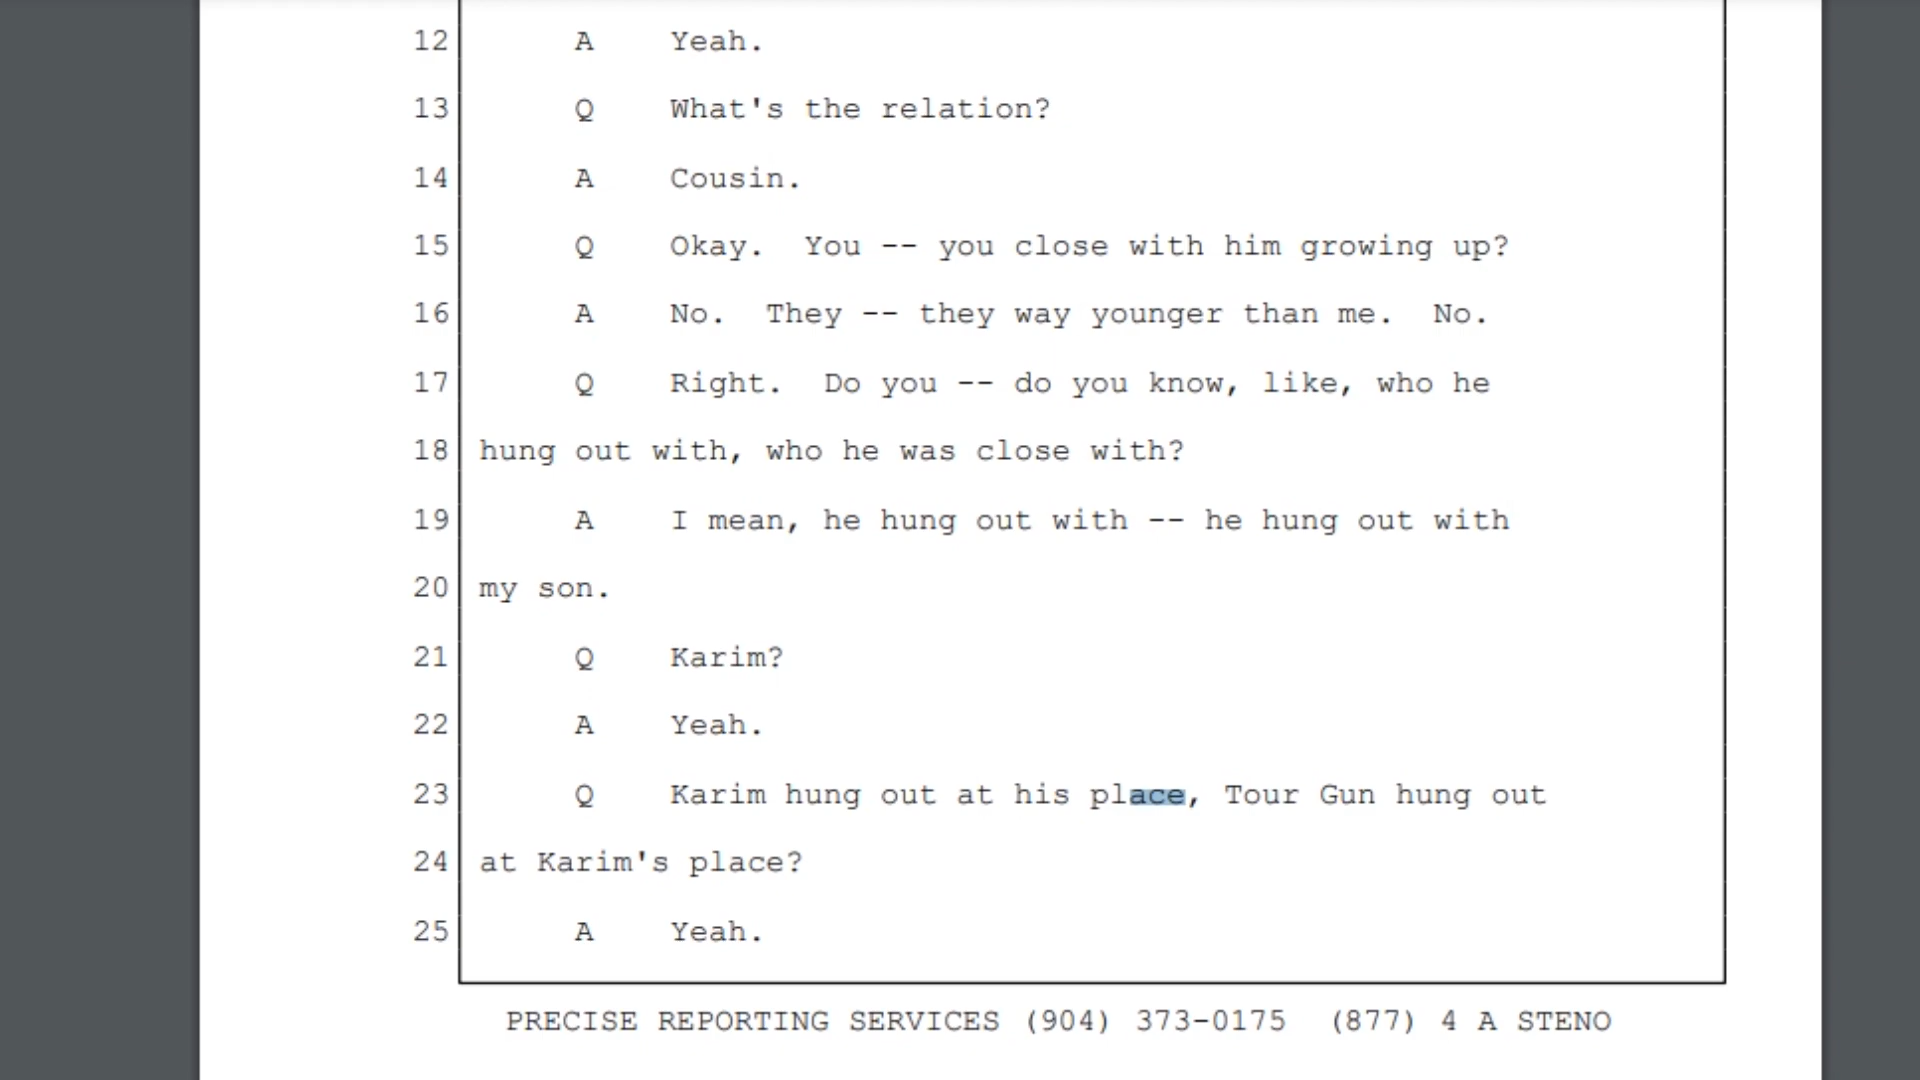 12 A Yeah.
13 Q What's the relation?
14 A Cousin.
15 Q Okay. You -- you close with him growing up?
16 A No. They -- they way younger than me. No.
17 Q Right. Do you -- do you know, like, who he
18 hung out with, who he was close with?
19 A I mean, he hung out with -- he hung out with
20 my son.
21 Q Karim?
22 A Yeah.
23 Q Karim hung out at his place, Tour Gun hung out
24 at Karim's place?
25 A Yeah.
PRECISE REPORTING SERVICES (904) 373-0175 (877) 4 A STENO